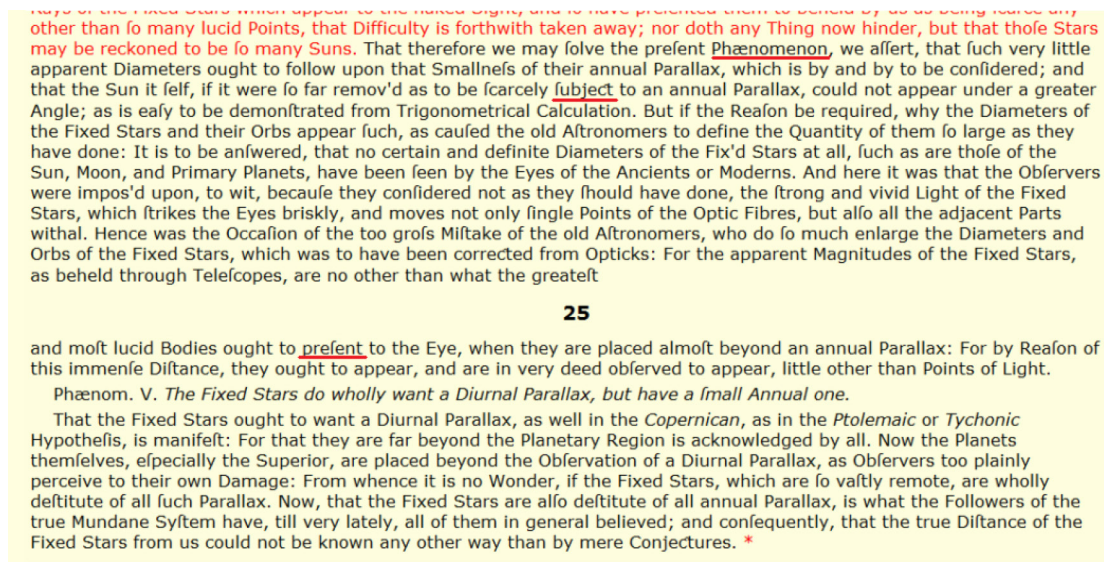 Rays of the Fixed Stars which appear to the naked Sight, and ſo have preſented them to beheld by us as being ſcarce any
other than ſo many lucid Points, that Difficulty is forthwith taken away; nor doth any Thing now hinder, but that thoſe Stars
may be reckoned to be ſo many Suns. That therefore we may ſolve the preſent Phænomenon, we aſſert, that ſuch very little
apparent Diameters ought to follow upon that Smallneſs of their annual Parallax, which is by and by to be conſidered; and
that the Sun it ſelf, if it were ſo far remov'd as to be ſcarcely ſubject to an annual Parallax, could not appear under a greater
Angle; as is eaſy to be demonſtrated from Trigonometrical Calculation. But if the Reaſon be required, why the Diameters of
the Fixed Stars and their Orbs appear ſuch, as cauſed the old Aſtronomers to define the Quantity of them ſo large as they
have done: It is to be anſwered, that no certain and definite Diameters of the Fix'd Stars at all, ſuch as are thoſe of the
Sun, Moon, and Primary Planets, have been ſeen by the Eyes of the Ancients or Moderns. And here it was that the Obſervers
were impos'd upon, to wit, becauſe they conſidered not as they ſhould have done, the ſtrong and vivid Light of the Fixed
Stars, which ſtrikes the Eyes briskly, and moves not only ſingle Points of the Optic Fibres, but alſo all the adjacent Parts
withal. Hence was the Occaſion of the too groſs Miſtake of the old Aſtronomers, who do ſo much enlarge the Diameters and
Orbs of the Fixed Stars, which was to have been corrected from Opticks: For the apparent Magnitudes of the Fixed Stars,
as beheld through Teleſcopes, are no other than what the greateſt
25
and moſt lucid Bodies ought to preſent to the Eye, when they are placed almoſt beyond an annual Parallax: For by Reaſon of
this immenſe Diſtance, they ought to appear, and are in very deed obſerved to appear, little other than Points of Light.
Phænom. V. The Fixed Stars do wholly want a Diurnal Parallax, but have a ſmall Annual one.
That the Fixed Stars ought to want a Diurnal Parallax, as well in the Copernican, as in the Ptolemaic or Tychonic
Hypotheſis, is manifeſt: For that they are far beyond the Planetary Region is acknowledged by all. Now the Planets
themſelves, eſpecially the Superior, are placed beyond the Obſervation of a Diurnal Parallax, as Obſervers too plainly
perceive to their own Damage: From whence it is no Wonder, if the Fixed Stars, which are ſo vaſtly remote, are wholly
deſtitute of all ſuch Parallax. Now, that the Fixed Stars are alſo deſtitute of all annual Parallax, is what the Followers of the
true Mundane Syſtem have, till very lately, all of them in general believed; and conſequently, that the true Diſtance of the
Fixed Stars from us could not be known any other way than by mere Conjectures. *